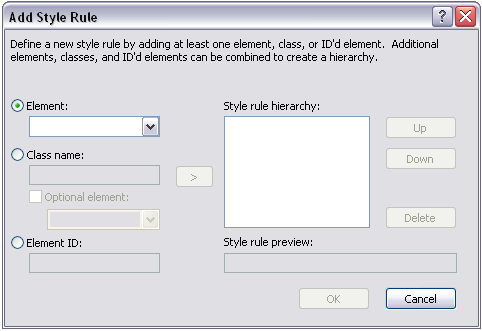 Add Style Rule
?
X
Define a new style rule by adding at least one element, class, or ID'd element.  Additional
elements, classes, and ID'd elements can be combined to create a hierarchy.
Element:
Style rule hierarchy:
Up
Class name:
Down
>
Optional element:
Delete
Element ID:
Style rule preview:
OK
Cancel